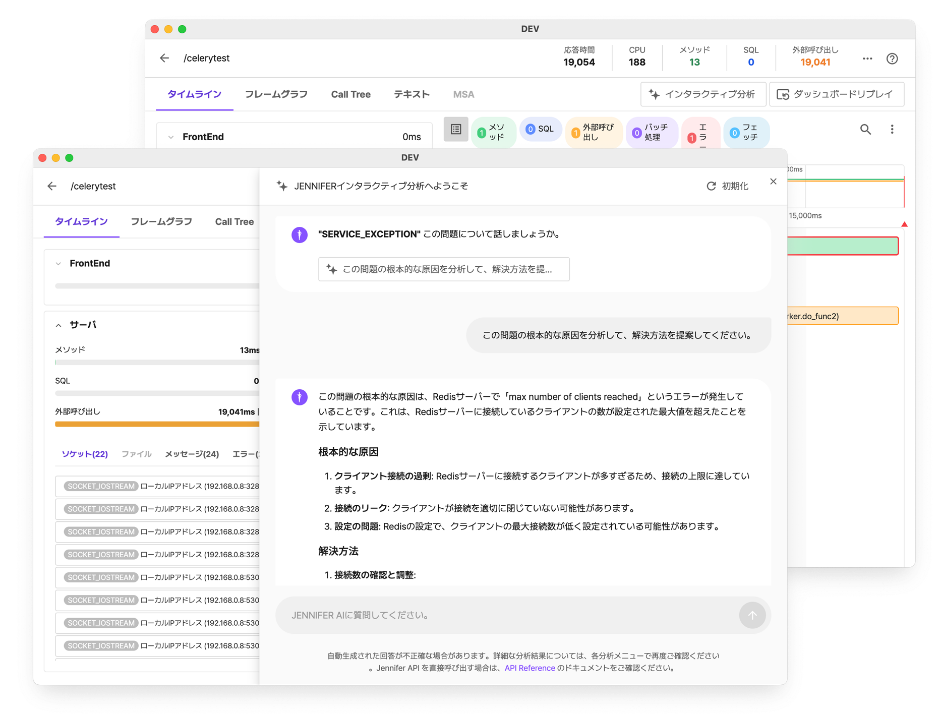 DEV
/celerytest
応答時間
19,054
CPU
188
メソッド
13
SQL
0
外部呼び出し
19,041
タイムライン
フレームグラフ
Call Tree
テキスト
MSA
インタラクティブ分析
ダッシュボードリプレイ
FrontEnd
0ms
1
メソ
ッド
0
SQL
1
外部呼び
出し
0
バッチ
処理
1
エ
ラ
ー
0
フェ
ッチ
15,000ms
rker.do_func2)
DEV
/celerytest
タイムライン
フレームグラフ
Call Tree
FrontEnd
サーバ
メソッド
13ms
SQL
0
外部呼び出し
19,041ms
ソケット(22)
ファイル
メッセージ(24)
エラー(
SOCKET_IOSTREAM ローカルIPアドレス (192.168.0.8:328
SOCKET_IOSTREAM ローカルIPアドレス (192.168.0.8:328
SOCKET_IOSTREAM ローカルIPアドレス (192.168.0.8:328
SOCKET_IOSTREAM ローカルIPアドレス (192.168.0.8:328
SOCKET_IOSTREAM ローカルIPアドレス (192.168.0.8:530
SOCKET_IOSTREAM ローカルIPアドレス (192.168.0.8:530
SOCKET_IOSTREAM ローカルIPアドレス (192.168.0.8:530
SOCKET_IOSTREAM ローカルIPアドレス (192.168.0.8:530
JENNIFERインタラクティブ分析へようこそ
初期化
"SERVICE_EXCEPTION" この問題について話しましょうか。
この問題の根本的な原因を分析して、解決方法を提...
この問題の根本的な原因を分析して、解決方法を提案してください。
この問題の根本的な原因は、Redisサーバーで「max number of clients reached」というエラーが発生して
いることです。これは、Redisサーバーに接続しているクライアントの数が設定された最大値を超えたことを
示しています。
根本的な原因
1. クライアント接続の過剰: Redisサーバーに接続するクライアントが多すぎるため、接続の上限に達してい
ます。
2. 接続のリーク: クライアントが接続を適切に閉じていない可能性があります。
3. 設定の問題: Redisの設定で、クライアントの最大接続数が低く設定されている可能性があります。
解決方法
1. 接続数の確認と調整:
JENNIFER AIに質問してください。
自動生成された回答が不正確な場合があります。詳細な分析結果については、各分析メニューで再度ご確認ください
。Jennifer API を直接呼び出す場合は、API Reference のドキュメントをご確認ください。